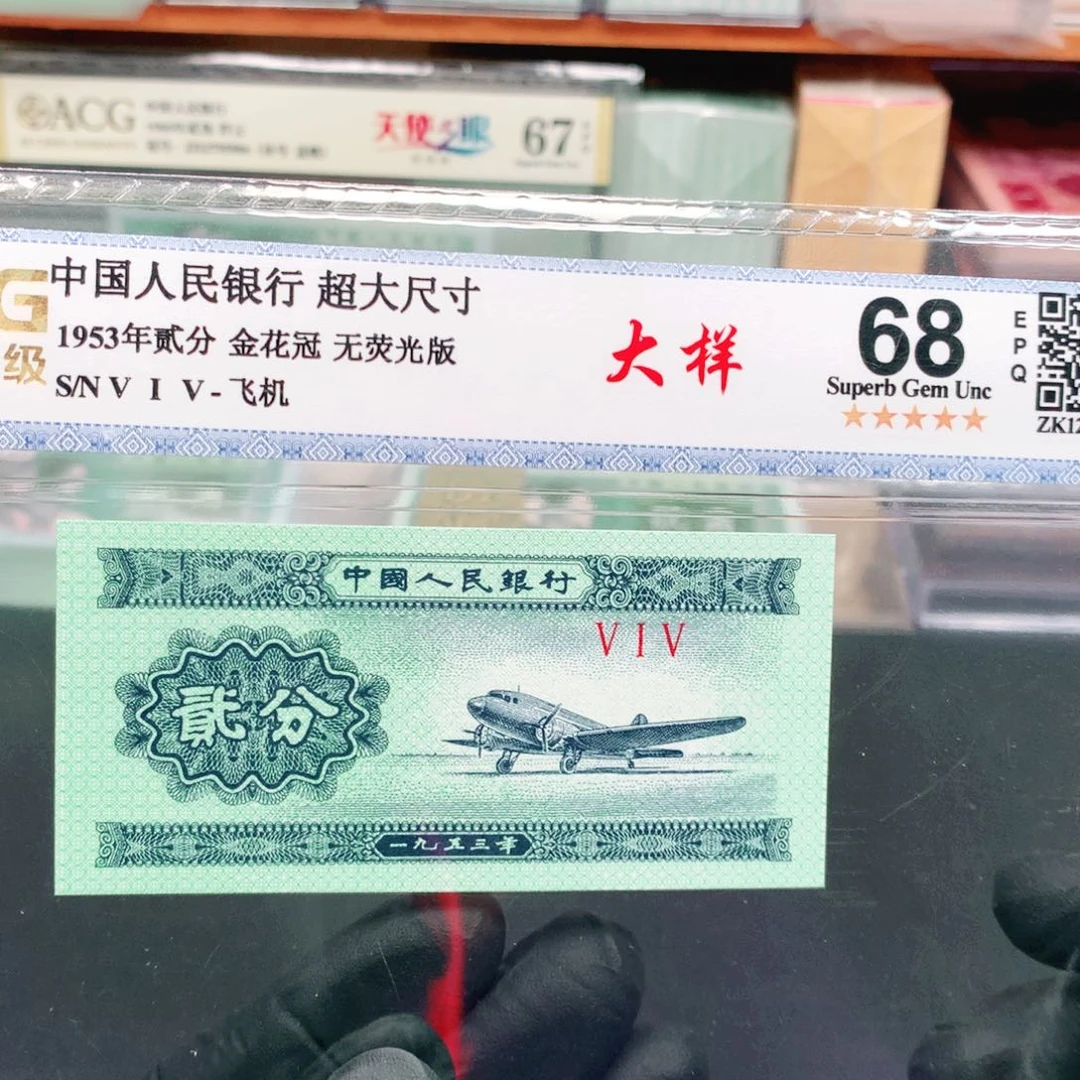 ACG
天使之眼
67
G
级
中国人民银行 超大尺寸
1953年贰分 金花冠 无荧光版
S/N V I V - 飞机
大样
68
Superb Gem Unc
EPQ
ZK12
中國人民銀行
V I V
貳分
一九五三年